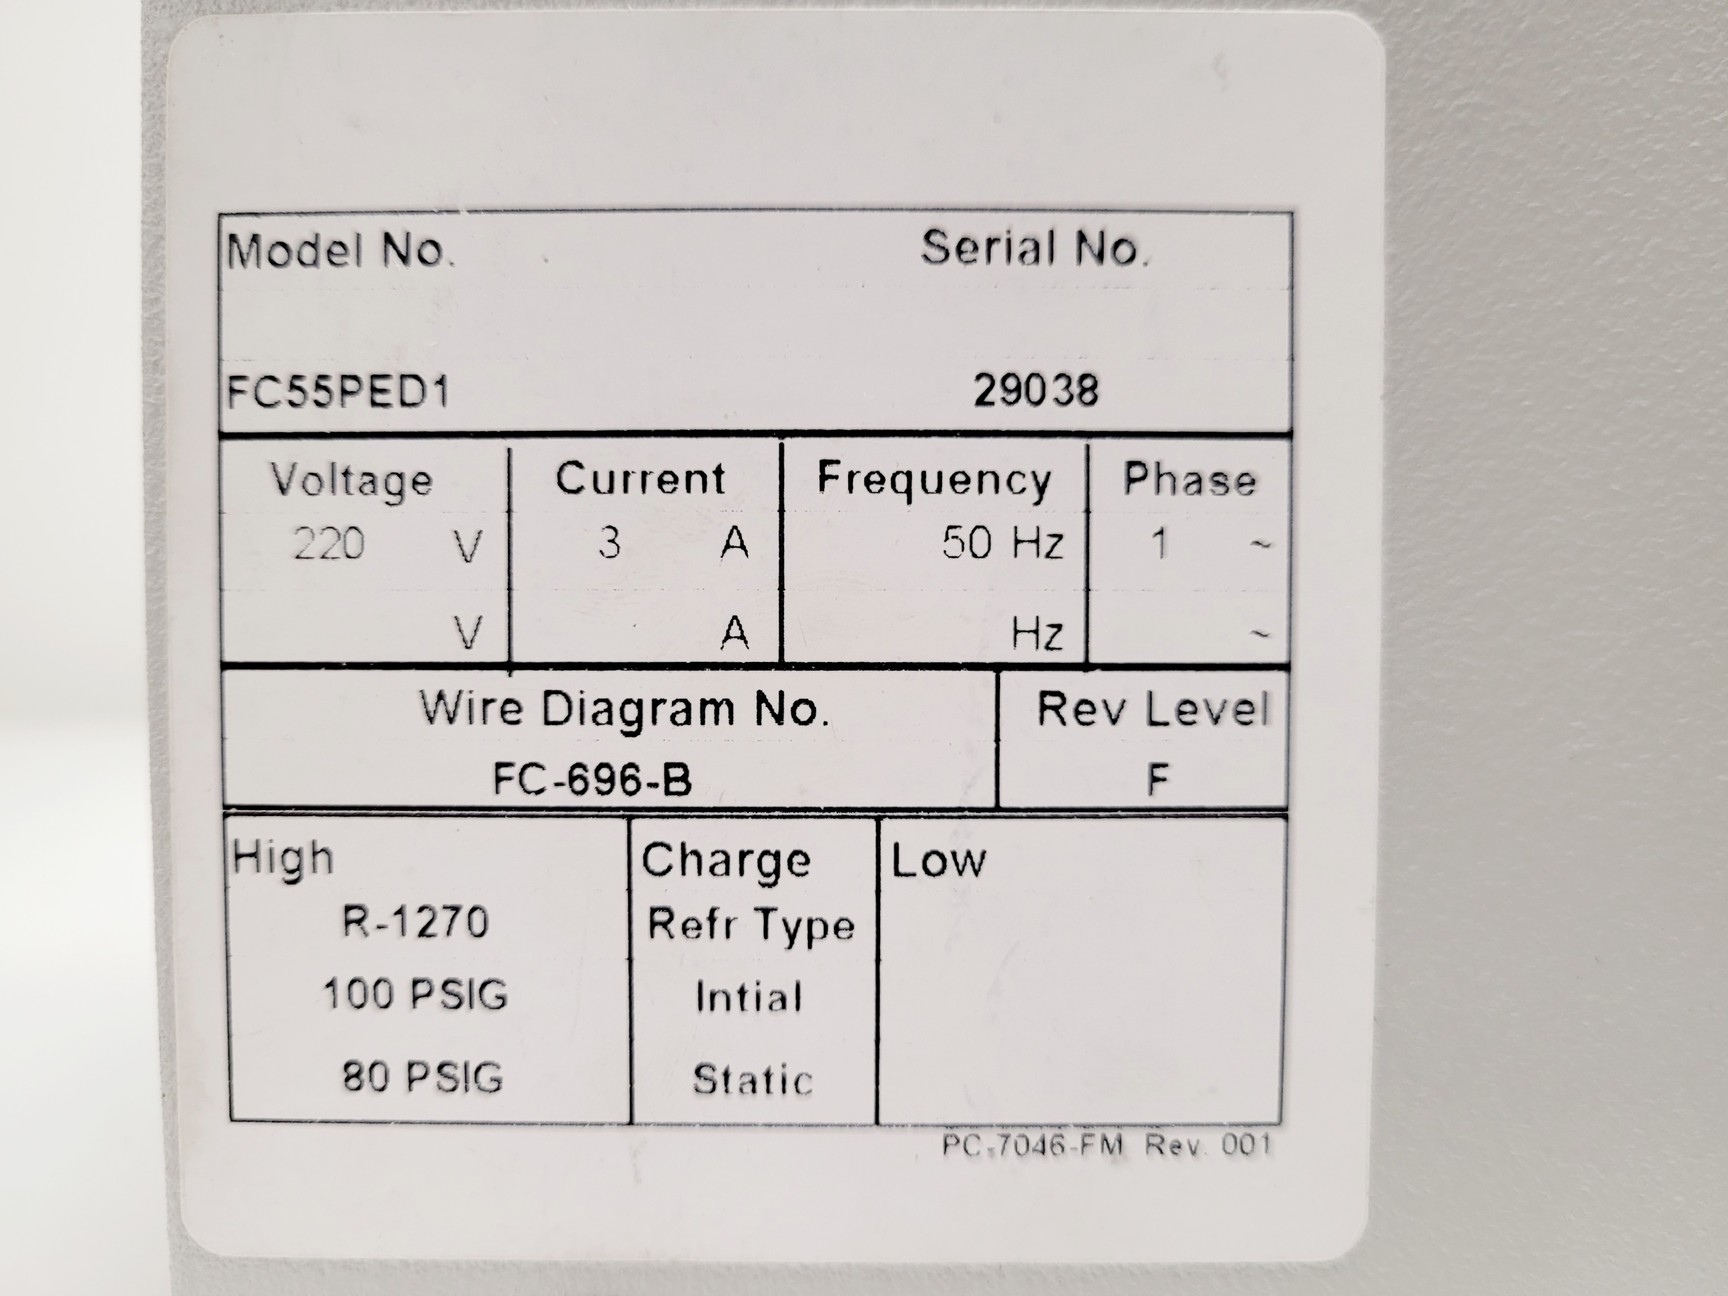 Model No. Serial No.
FC55PED1 29038
Voltage Current Frequency Phase
220 V 3 A 50 Hz 1 ~
V A Hz ~
Wire Diagram No. Rev Level
FC-696-B F
High Charge Low
R-1270 Refr Type
100 PSIG Intial
80 PSIG Static
PC-7046-FM Rev. 001